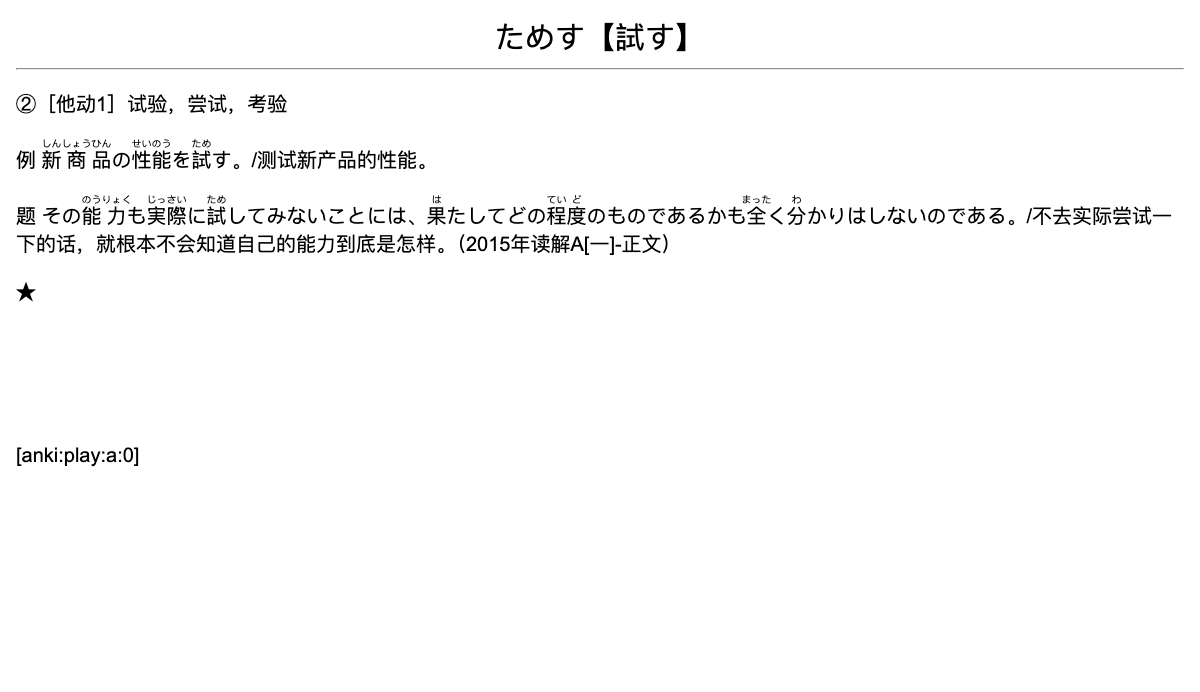 ためす【試す】
②［他动1］试验，尝试，考验
しんしょうひん せいのう ため
例 新商品の性能を試す。/测试新产品的性能。
のうりょく じっさい ため は ていど まった わ
题 その能力も実際に試してみないことには、果たしてどの程度のものであるかも全く分かりはしないのである。/不去实际尝试一
下的话，就根本不会知道自己的能力到底是怎样。（2015年读解A[一]-正文）
★
[anki:play:a:0]